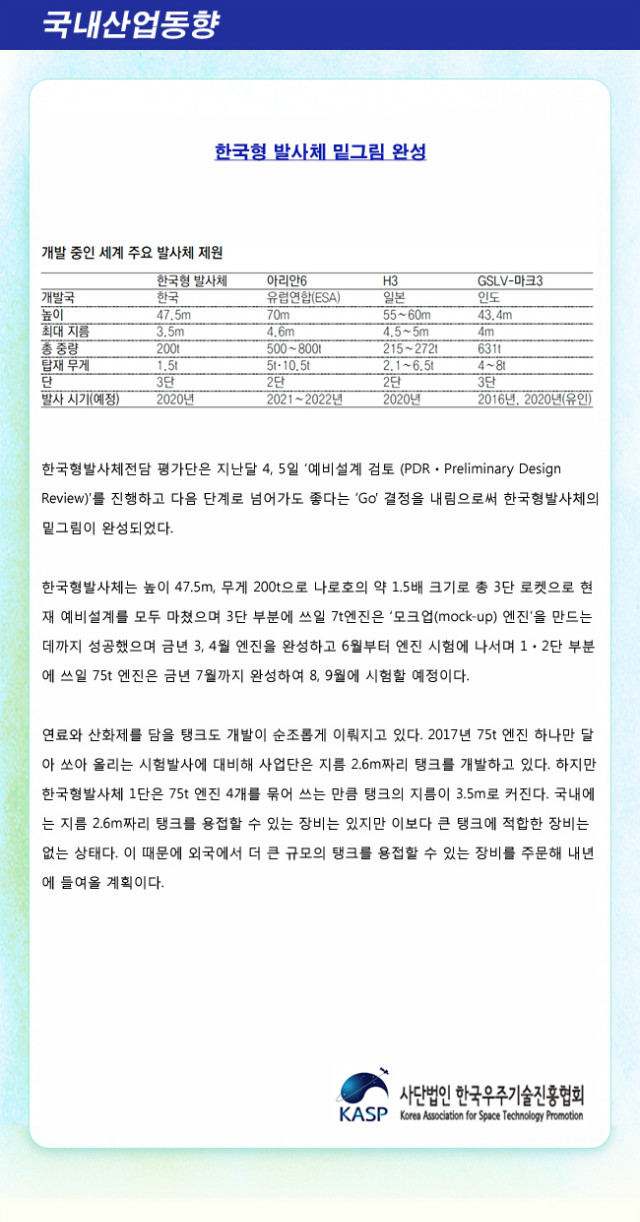 국내산업동향
한국형 발사체 밑그림 완성
개발 중인 세계 주요 발사체 제원
한국형 발사체 아리안6 H3 GSLV-마크3
개발국 한국 유럽연합(ESA) 일본 인도
높이 47.5m 70m 55~60m 43.4m
최대 지름 3.5m 4.6m 4.5~5m 4m
총 중량 200t 500~800t 215~272t 631t
탑재 무게 1.5t 5t·10.5t 2.1~6.5t 4~8t
단 3단 2단 2단 3단
발사 시기(예정) 2020년 2021~2022년 2020년 2016년, 2020년(유인)
한국형발사체전담 평가단은 지난달 4, 5일 ‘예비설계 검토 (PDR·Preliminary Design
Review)’를 진행하고 다음 단계로 넘어가도 좋다는 ‘Go’ 결정을 내림으로써 한국형발사체의
밑그림이 완성되었다.
한국형발사체는 높이 47.5m, 무게 200t으로 나로호의 약 1.5배 크기로 총 3단 로켓으로 현
재 예비설계를 모두 마쳤으며 3단 부분에 쓰일 7t엔진은 ‘모크업(mock-up) 엔진’을 만드는
데까지 성공했으며 금년 3, 4월 엔진을 완성하고 6월부터 엔진 시험에 나서며 1·2단 부분
에 쓰일 75t 엔진은 금년 7월까지 완성하여 8, 9월에 시험할 예정이다.
연료와 산화제를 담을 탱크도 개발이 순조롭게 이뤄지고 있다. 2017년 75t 엔진 하나만 달
아 쏘아 올리는 시험발사에 대비해 사업단은 지름 2.6m짜리 탱크를 개발하고 있다. 하지만
한국형발사체 1단은 75t 엔진 4개를 묶어 쓰는 만큼 탱크의 지름이 3.5m로 커진다. 국내에
는 지름 2.6m짜리 탱크를 용접할 수 있는 장비는 있지만 이보다 큰 탱크에 적합한 장비는
없는 상태다. 이 때문에 외국에서 더 큰 규모의 탱크를 용접할 수 있는 장비를 주문해 내년
에 들여올 계획이다.
KASP
사단법인 한국우주기술진흥협회
Korea Association for Space Technology Promotion